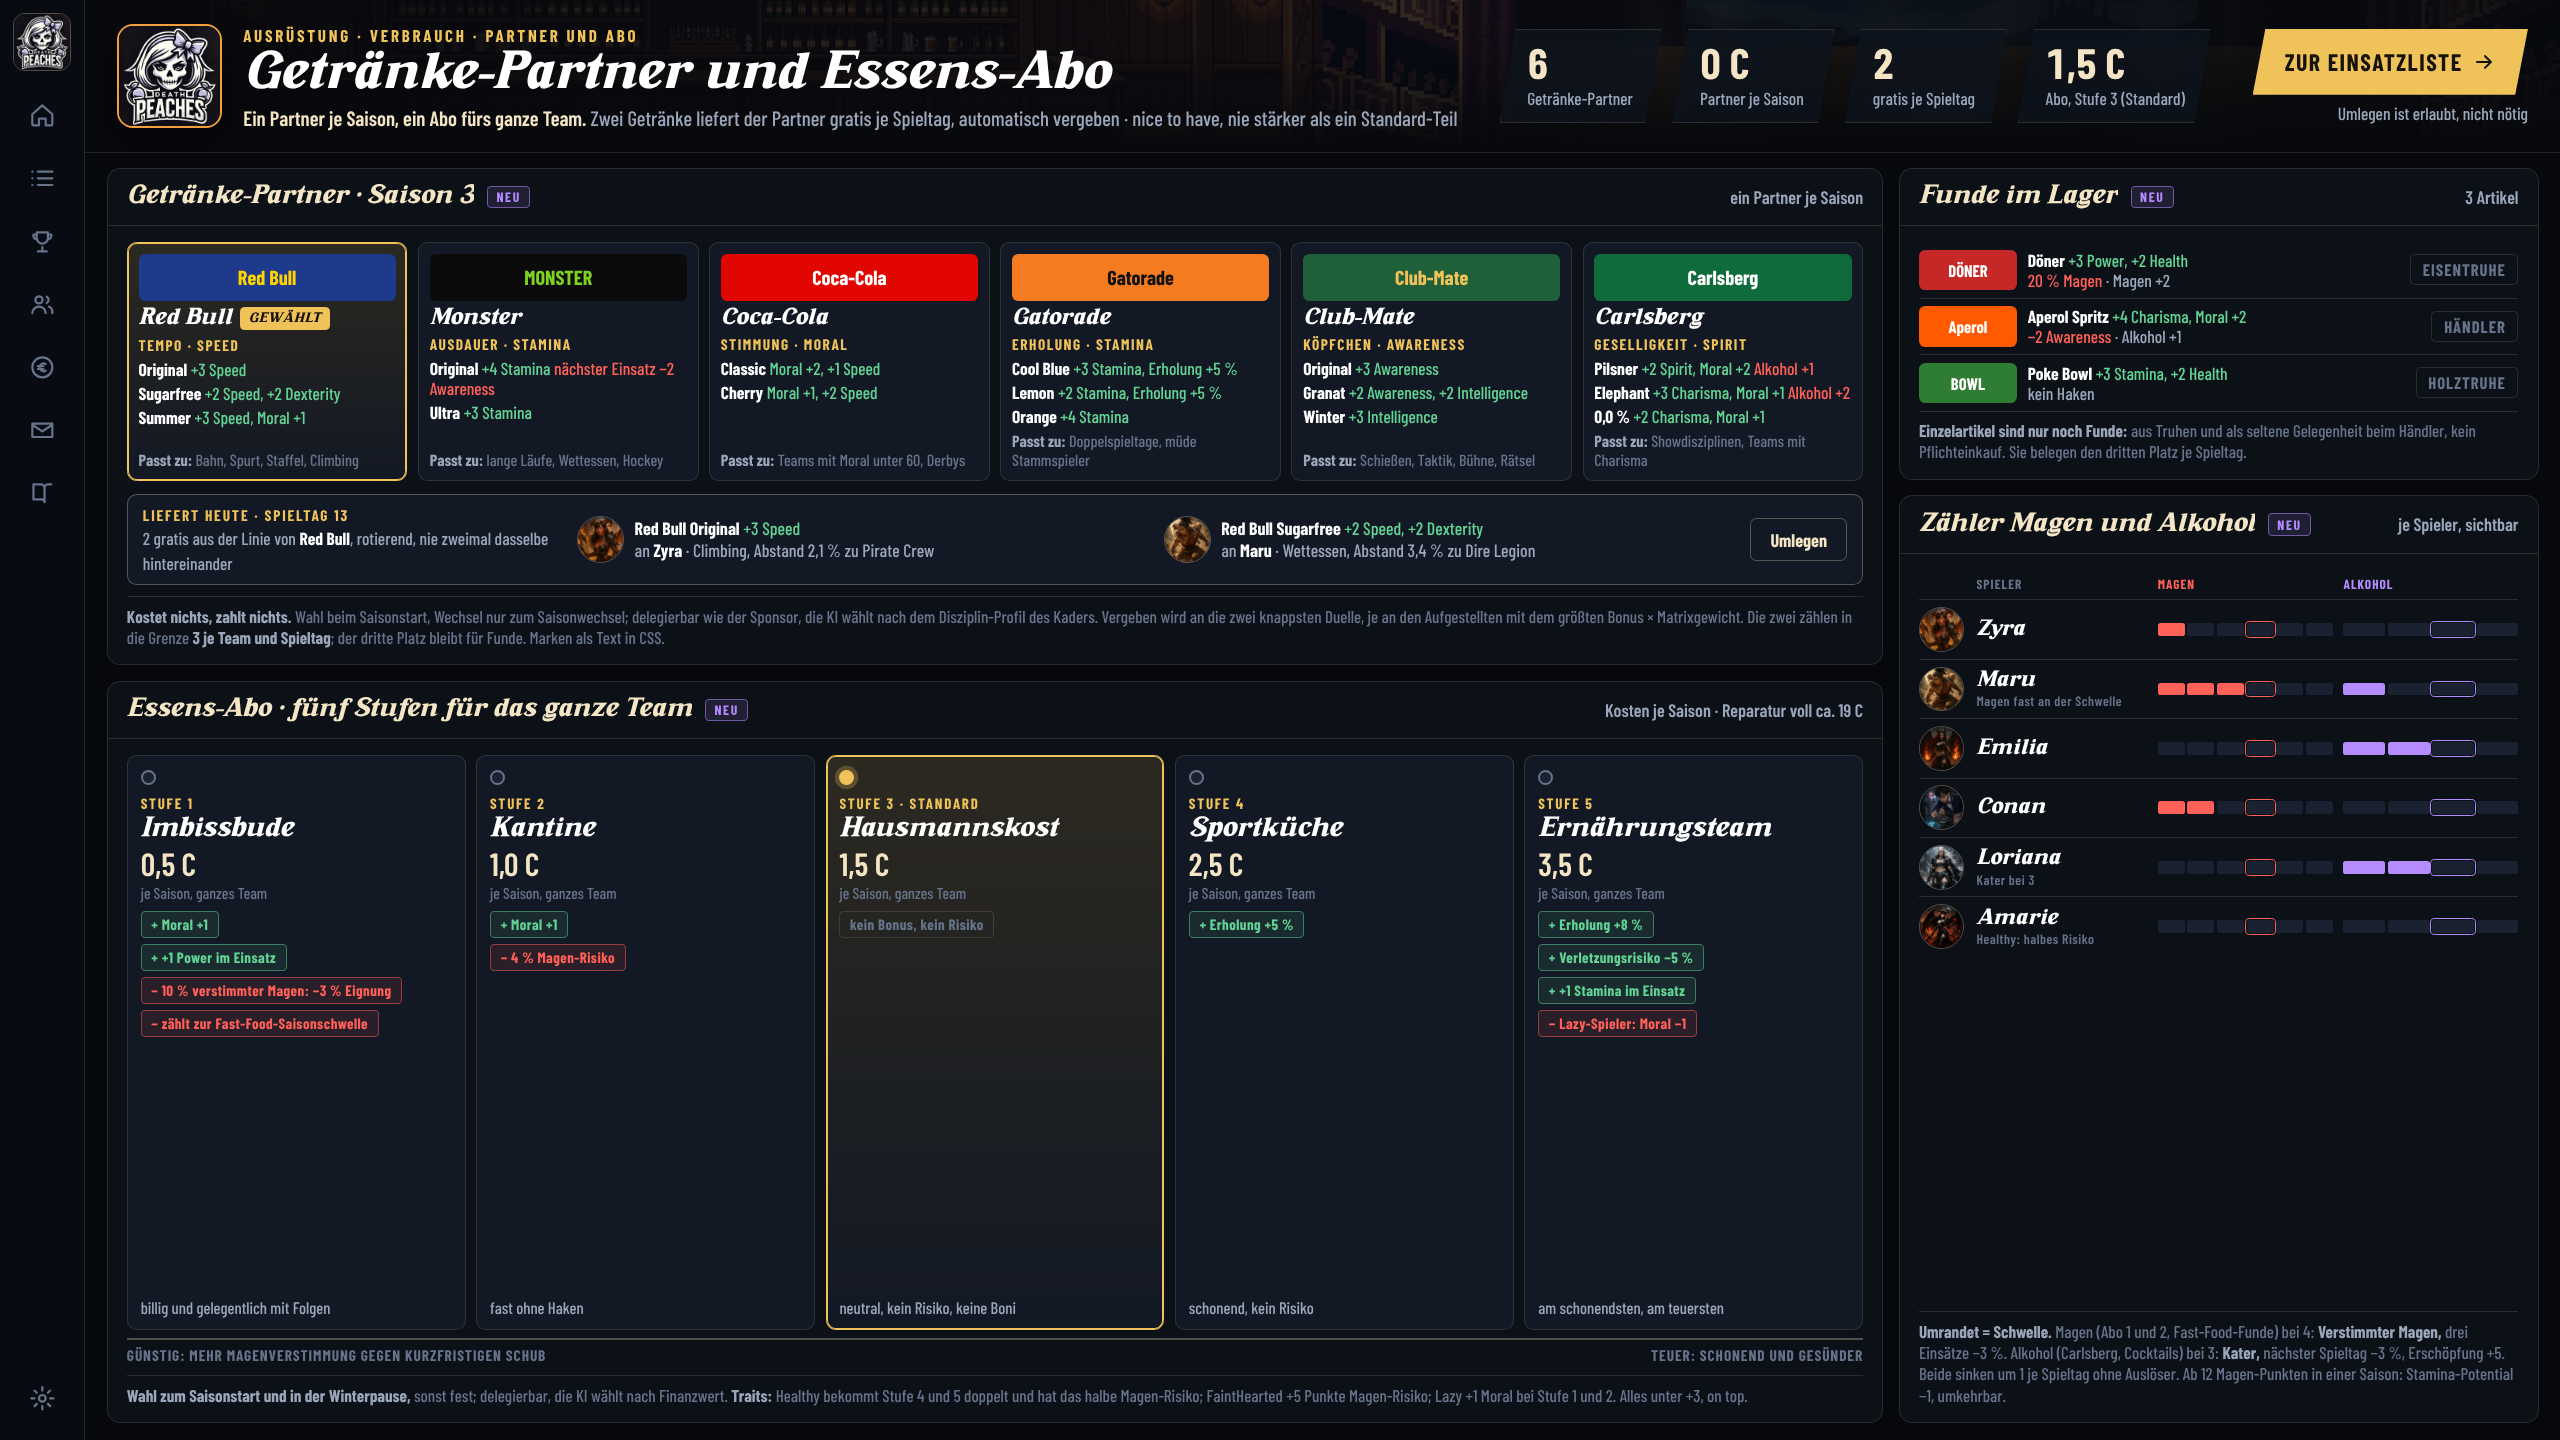 DEATH
PEACHES
DEATH
PEACHES
AUSRÜSTUNG · VERBRAUCH · PARTNER UND ABO
Getränke-Partner und Essens-Abo
Ein Partner je Saison, ein Abo fürs ganze Team. Zwei Getränke liefert der Partner gratis je Spieltag, automatisch vergeben · nice to have, nie stärker als ein Standard-Teil
6
Getränke-Partner
0 C
Partner je Saison
2
gratis je Spieltag
1,5 C
Abo, Stufe 3 (Standard)
ZUR EINSATZLISTE →
Umlegen ist erlaubt, nicht nötig
Getränke-Partner · Saison 3 NEU
ein Partner je Saison
Red Bull
Red Bull GEWÄHLT
TEMPO · SPEED
Original +3 Speed
Sugarfree +2 Speed, +2 Dexterity
Summer +3 Speed, Moral +1
Passt zu: Bahn, Spurt, Staffel, Climbing
MONSTER
Monster
AUSDAUER · STAMINA
Original +4 Stamina nächster Einsatz −2
Awareness
Ultra +3 Stamina
Passt zu: lange Läufe, Wettessen, Hockey
Coca-Cola
Coca-Cola
STIMMUNG · MORAL
Classic Moral +2, +1 Speed
Cherry Moral +1, +2 Speed
Passt zu: Teams mit Moral unter 60, Derbys
Gatorade
Gatorade
ERHOLUNG · STAMINA
Cool Blue +3 Stamina, Erholung +5 %
Lemon +2 Stamina, Erholung +5 %
Orange +4 Stamina
Passt zu: Doppelspieltage, müde
Stammspieler
Club-Mate
Club-Mate
KÖPFCHEN · AWARENESS
Original +3 Awareness
Granat +2 Awareness, +2 Intelligence
Winter +3 Intelligence
Passt zu: Schießen, Taktik, Bühne, Rätsel
Carlsberg
Carlsberg
GESELLIGKEIT · SPIRIT
Pilsner +2 Spirit, Moral +2 Alkohol +1
Elephant +3 Charisma, Moral +1 Alkohol +2
0,0 % +2 Charisma, Moral +1
Passt zu: Showdisziplinen, Teams mit
Charisma
LIEFERT HEUTE · SPIELTAG 13
2 gratis aus der Linie von Red Bull, rotierend, nie zweimal dasselbe
hintereinander
Red Bull Original +3 Speed
an Zyra · Climbing, Abstand 2,1 % zu Pirate Crew
Red Bull Sugarfree +2 Speed, +2 Dexterity
an Maru · Wettessen, Abstand 3,4 % zu Dire Legion
Umlegen
Kostet nichts, zahlt nichts. Wahl beim Saisonstart, Wechsel nur zum Saisonwechsel; delegierbar wie der Sponsor, die KI wählt nach dem Disziplin-Profil des Kaders. Vergeben wird an die zwei knappsten Duelle, je an den Aufgestellten mit dem größten Bonus × Matrixgewicht. Die zwei zählen in
die Grenze 3 je Team und Spieltag; der dritte Platz bleibt für Funde. Marken als Text in CSS.
Essens-Abo · fünf Stufen für das ganze Team NEU
Kosten je Saison · Reparatur voll ca. 19 C
STUFE 1
Imbissbude
0,5 C
je Saison, ganzes Team
+ Moral +1
+ +1 Power im Einsatz
− 10 % verstimmter Magen: −3 % Eignung
− zählt zur Fast-Food-Saisonschwelle
billig und gelegentlich mit Folgen
STUFE 2
Kantine
1,0 C
je Saison, ganzes Team
+ Moral +1
− 4 % Magen-Risiko
fast ohne Haken
STUFE 3 · STANDARD
Hausmannskost
1,5 C
je Saison, ganzes Team
kein Bonus, kein Risiko
neutral, kein Risiko, keine Boni
STUFE 4
Sportküche
2,5 C
je Saison, ganzes Team
+ Erholung +5 %
schonend, kein Risiko
STUFE 5
Ernährungsteam
3,5 C
je Saison, ganzes Team
+ Erholung +8 %
+ Verletzungsrisiko −5 %
+ +1 Stamina im Einsatz
− Lazy-Spieler: Moral −1
am schonendsten, am teuersten
GÜNSTIG: MEHR MAGENVERSTIMMUNG GEGEN KURZFRISTIGEN SCHUB
TEUER: SCHONEND UND GESÜNDER
Wahl zum Saisonstart und in der Winterpause, sonst fest; delegierbar, die KI wählt nach Finanzwert. Traits: Healthy bekommt Stufe 4 und 5 doppelt und hat das halbe Magen-Risiko; FaintHearted +5 Punkte Magen-Risiko; Lazy +1 Moral bei Stufe 1 und 2. Alles unter +3, on top.
Funde im Lager NEU
3 Artikel
DÖNER
Döner +3 Power, +2 Health
20 % Magen · Magen +2
EISENTRUHE
Aperol
Aperol Spritz +4 Charisma, Moral +2
−2 Awareness · Alkohol +1
HÄNDLER
BOWL
Poke Bowl +3 Stamina, +2 Health
kein Haken
HOLZTRUHE
Einzelartikel sind nur noch Funde: aus Truhen und als seltene Gelegenheit beim Händler, kein
Pflichteinkauf. Sie belegen den dritten Platz je Spieltag.
Zähler Magen und Alkohol NEU
je Spieler, sichtbar
SPIELER MAGEN ALKOHOL
Zyra
Maru
Magen fast an der Schwelle
Emilia
Conan
Loriana
Kater bei 3
Amarie
Healthy: halbes Risiko
Umrandet = Schwelle. Magen (Abo 1 und 2, Fast-Food-Funde) bei 4: Verstimmter Magen, drei
Einsätze −3 %. Alkohol (Carlsberg, Cocktails) bei 3: Kater, nächster Spieltag −3 %, Erschöpfung +5.
Beide sinken um 1 je Spieltag ohne Auslöser. Ab 12 Magen-Punkten in einer Saison: Stamina-Potential
−1, umkehrbar.